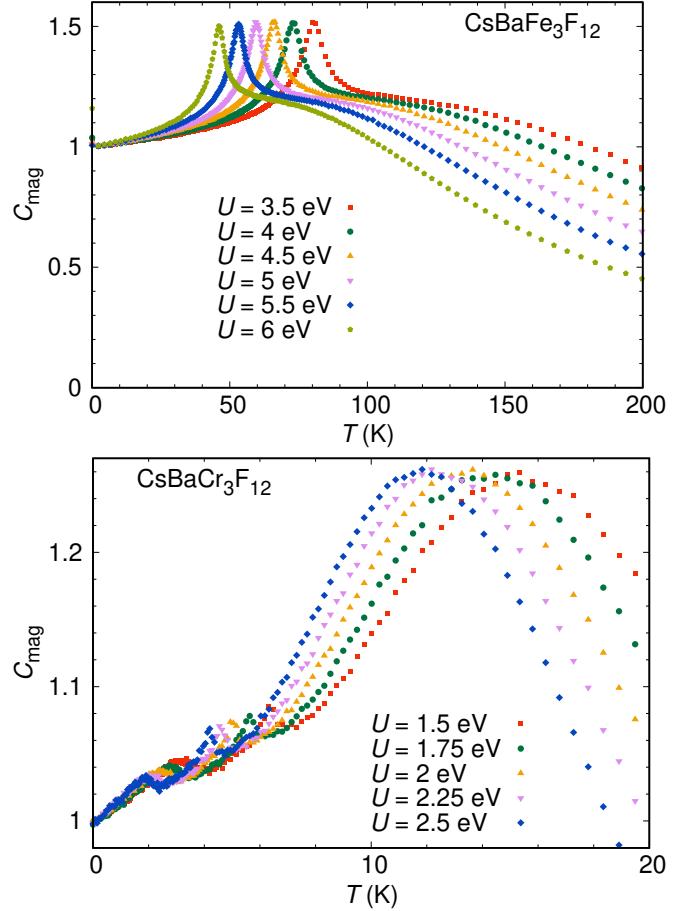 CsBaFe₃F₁₂
1.5
1
0.5
0
C_mag
U = 3.5 eV
U = 4 eV
U = 4.5 eV
U = 5 eV
U = 5.5 eV
U = 6 eV
0 50 100 150 200
T (K)
CsBaCr₃F₁₂
1.2
1.1
1
C_mag
U = 1.5 eV
U = 1.75 eV
U = 2 eV
U = 2.25 eV
U = 2.5 eV
0 10 20
T (K)